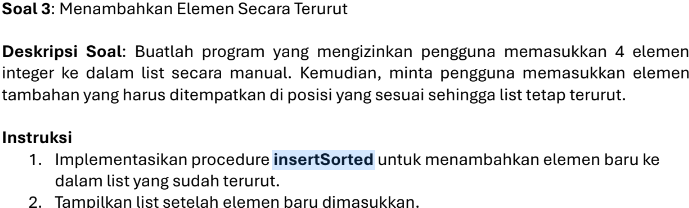 Soal 3: Menambahkan Elemen Secara Terurut
Deskripsi Soal: Buatlah program yang mengizinkan pengguna memasukkan 4 elemen
integer ke dalam list secara manual. Kemudian, minta pengguna memasukkan elemen
tambahan yang harus ditempatkan di posisi yang sesuai sehingga list tetap terurut.
Instruksi
1. Implementasikan procedure insertSorted untuk menambahkan elemen baru ke
dalam list yang sudah terurut.
2. Tampilkan list setelah elemen baru dimasukkan.